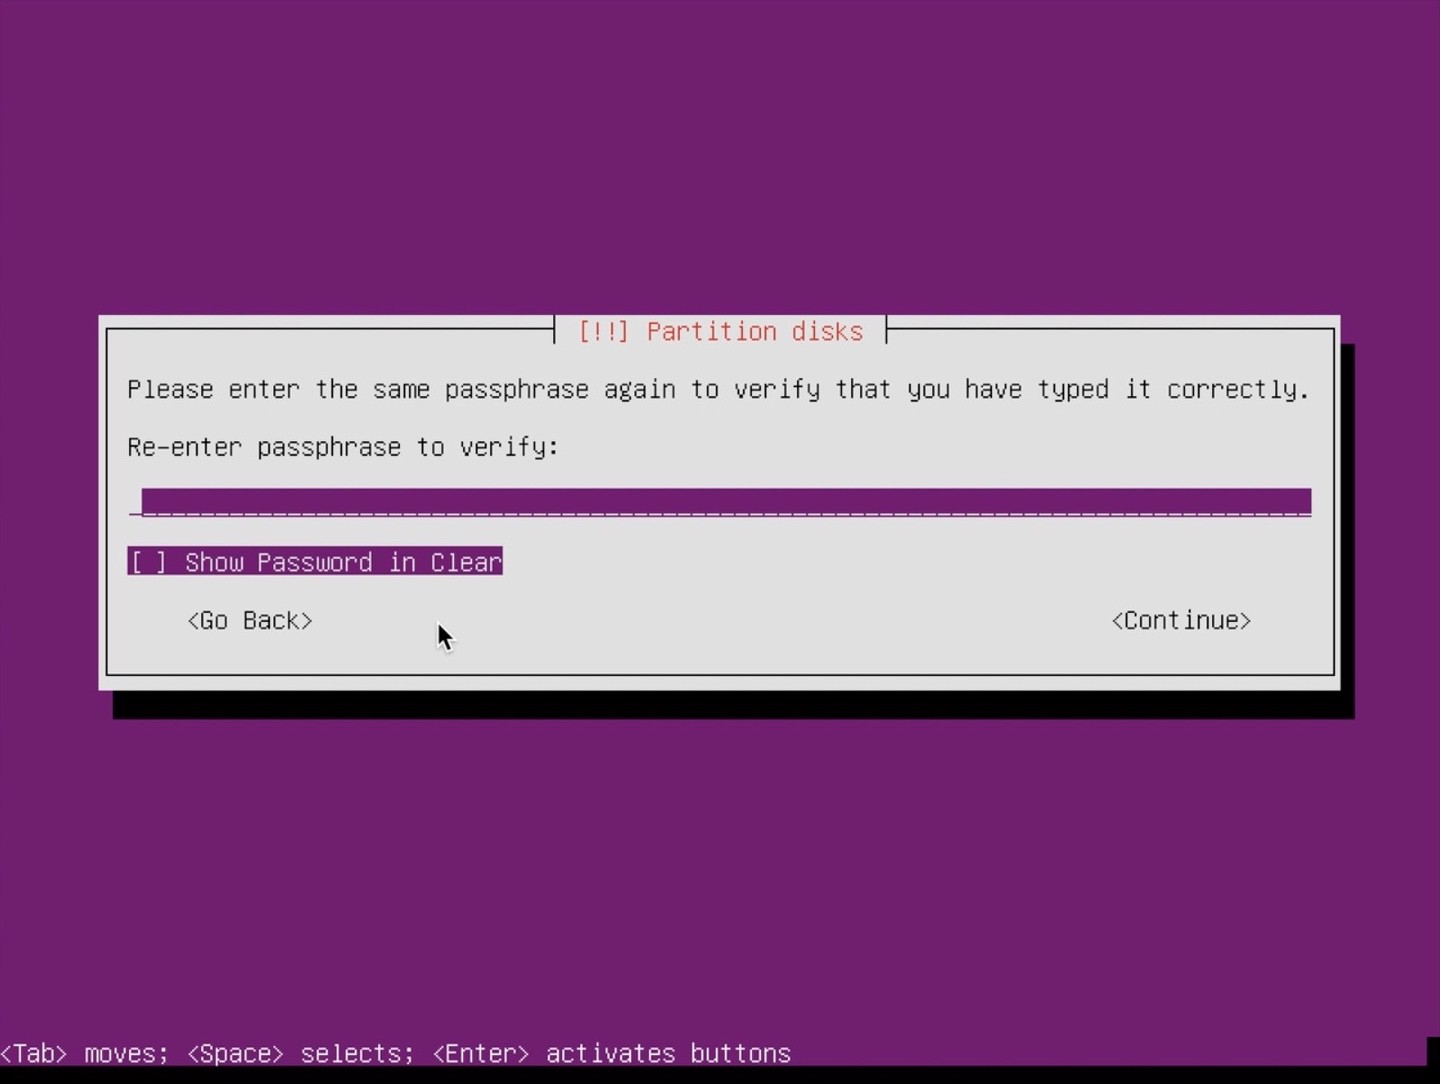 [!!] Partition disks
Please enter the same passphrase again to verify that you have typed it correctly.
Re-enter passphrase to verify:
[ ] Show Password in Clear
<Go Back>
<Continue>
<Tab> moves; <Space> selects; <Enter> activates buttons